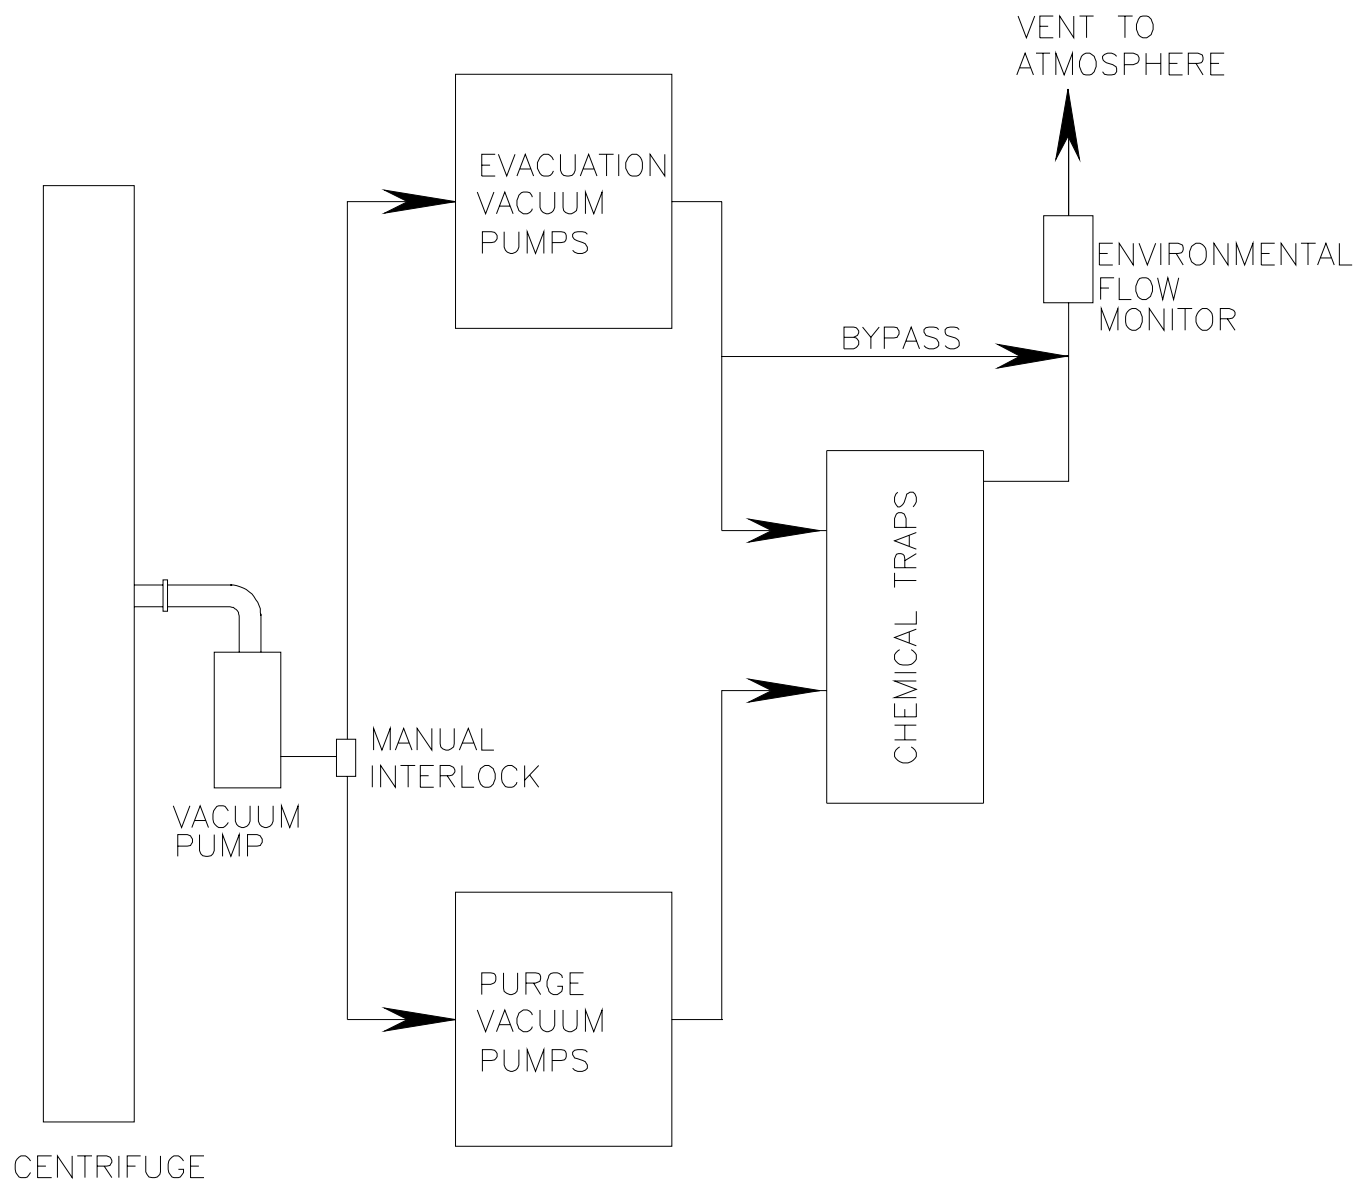 VENT TO
ATMOSPHERE
EVACUATION
VACUUM
PUMPS
ENVIRONMENTAL
FLOW
MONITOR
BYPASS
CHEMICAL TRAPS
MANUAL
INTERLOCK
VACUUM
PUMP
PURGE
VACUUM
PUMPS
CENTRIFUGE